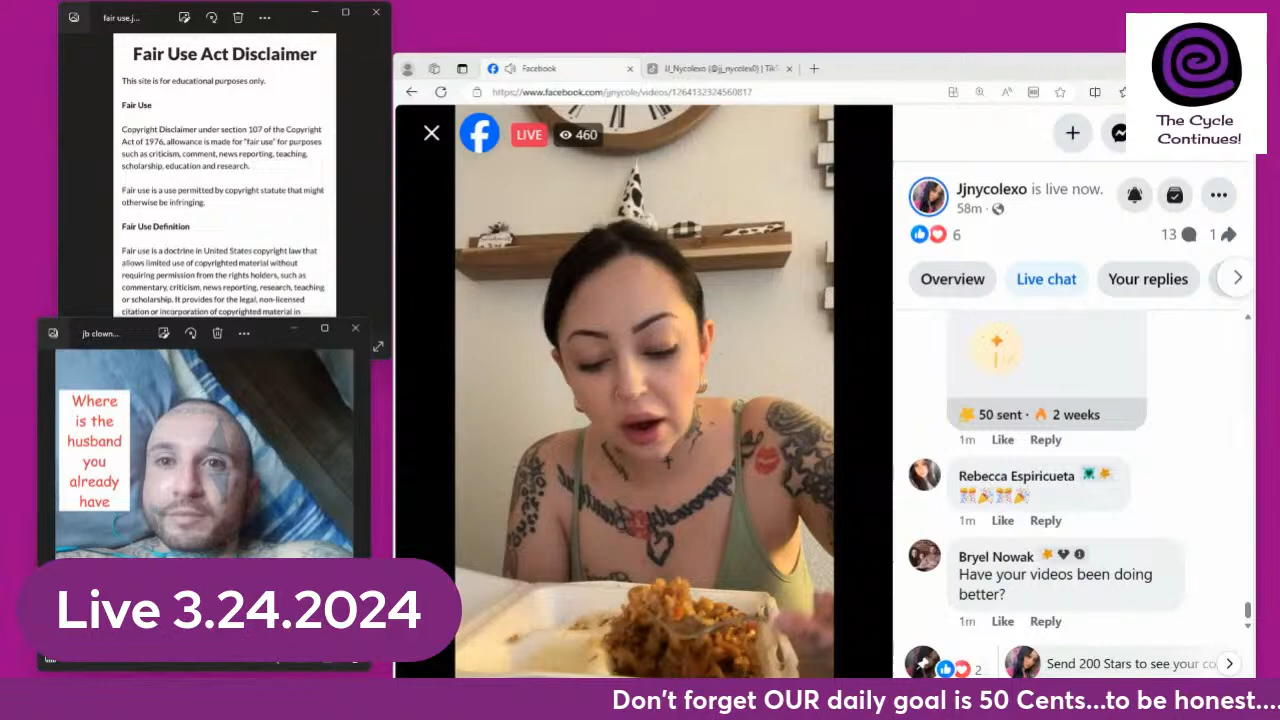 fair use.j...
Fair Use Act Disclaimer
This site is for educational purposes only.
Fair Use
Copyright Disclaimer under section 107 of the Copyright
Act of 1976, allowance is made for "fair use" for purposes
such as criticism, comment, news reporting, teaching,
scholarship, education and research.
Fair use is a use permitted by copyright statute that might
otherwise be infringing.
Fair Use Definition
Fair use is a doctrine in United States copyright law that
allows limited use of copyrighted material without
requiring permission from the rights holders, such as
commentary, criticism, news reporting, research, teaching
or scholarship. It provides for the legal, non-licensed
citation or incorporation of copyrighted material in
jb clown...
Where
is the
husband
you
already
have
Live 3.24.2024
Facebook
JJ_Nycolexo (@jj_nycolex0) | Tik
https://www.facebook.com/jjnycole/videos/1264132324560817
The Cycle
Continues!
LIVE
460
Jjnycolexo is live now.
58m
6
13
1
Overview
Live chat
Your replies
50 sent · 2 weeks
1m Like Reply
Rebecca Espiricueta
1m Like Reply
Bryel Nowak
Have your videos been doing
better?
1m Like Reply
2
Send 200 Stars to see your co
Don't forget OUR daily goal is 50 Cents...to be honest....